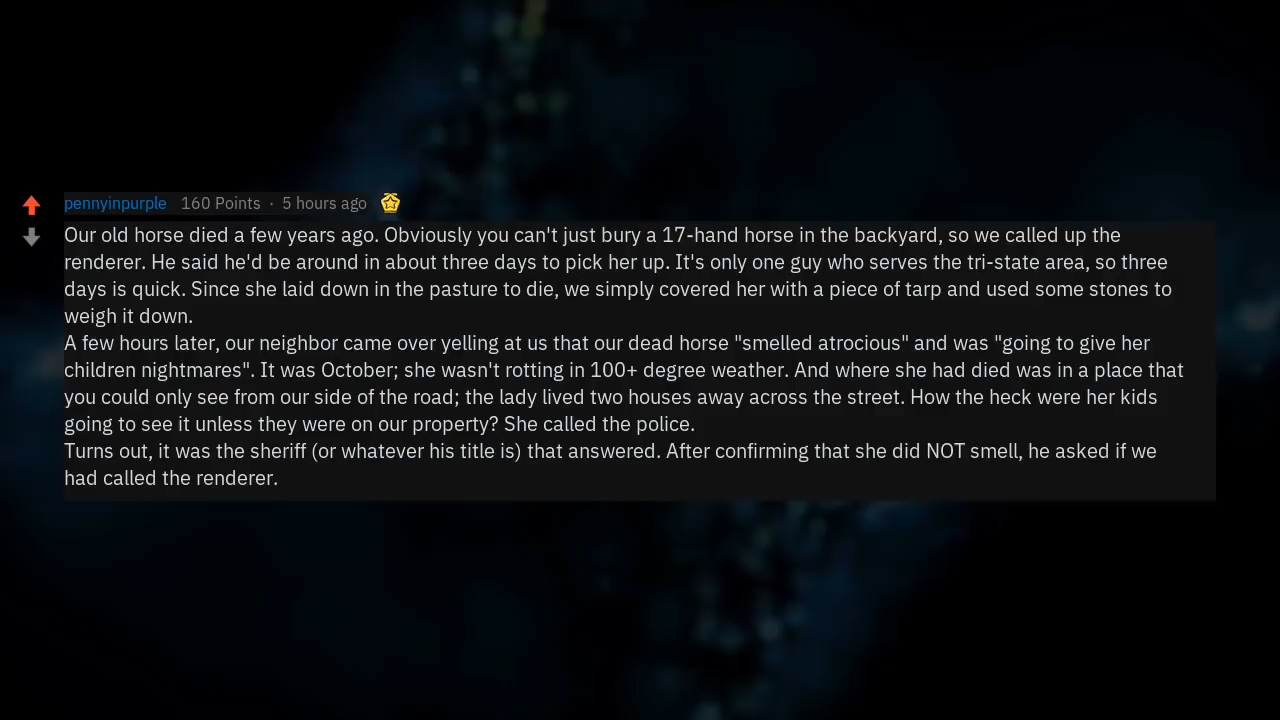 pennyinpurple 160 Points · 5 hours ago
Our old horse died a few years ago. Obviously you can't just bury a 17-hand horse in the backyard, so we called up the
renderer. He said he'd be around in about three days to pick her up. It's only one guy who serves the tri-state area, so three
days is quick. Since she laid down in the pasture to die, we simply covered her with a piece of tarp and used some stones to
weigh it down.
A few hours later, our neighbor came over yelling at us that our dead horse "smelled atrocious" and was "going to give her
children nightmares". It was October; she wasn't rotting in 100+ degree weather. And where she had died was in a place that
you could only see from our side of the road; the lady lived two houses away across the street. How the heck were her kids
going to see it unless they were on our property? She called the police.
Turns out, it was the sheriff (or whatever his title is) that answered. After confirming that she did NOT smell, he asked if we
had called the renderer.